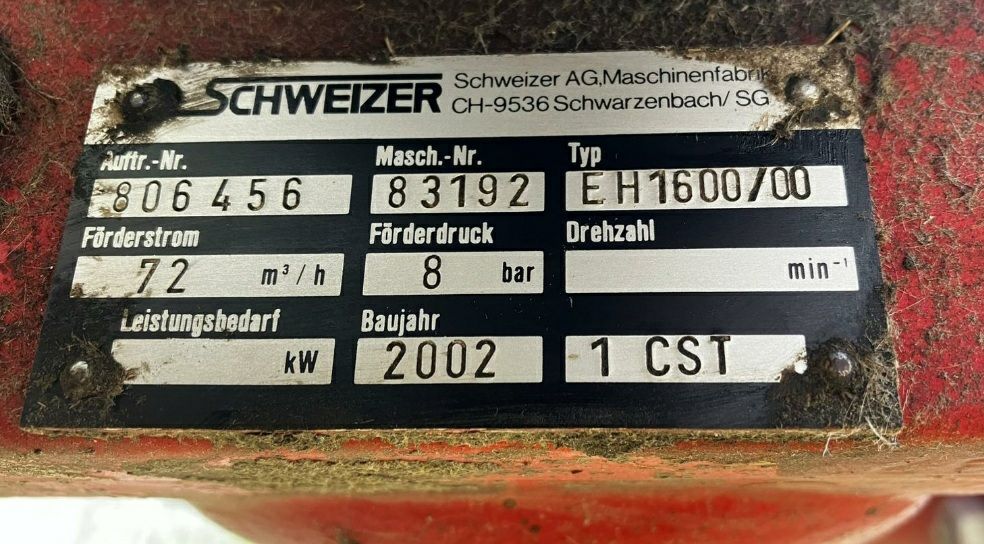 SCHWEIZER Schweizer AG,Maschinenfabrik
CH-9536 Schwarzenbach/ SG
Auftr.-Nr. Masch.-Nr. Typ
806456 83192 EH1600/00
Förderstrom Förderdruck Drehzahl
72 m³/h 8 bar min⁻¹
Leistungsbedarf Baujahr
kW 2002 1 CST